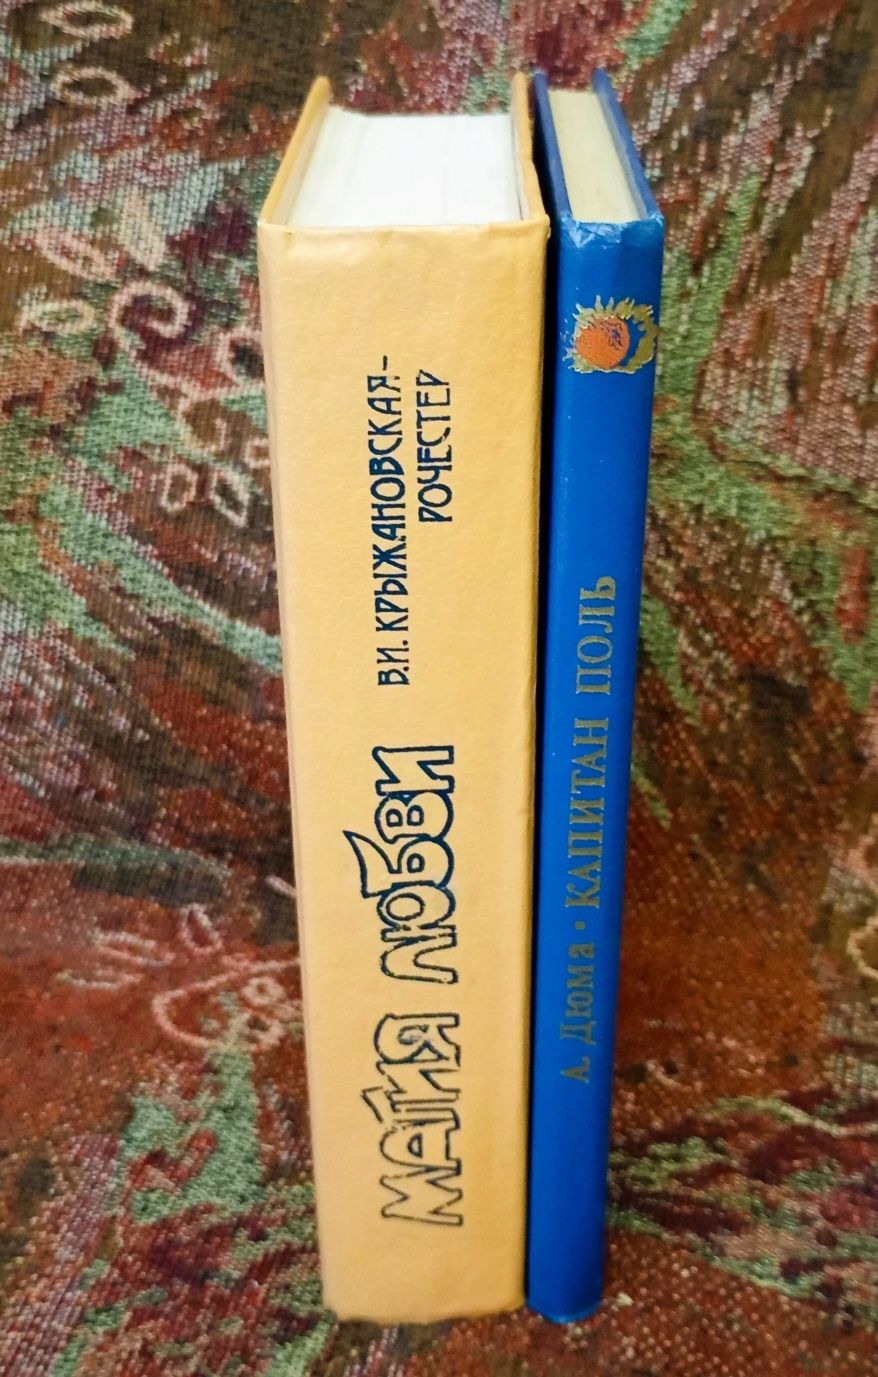 В.И. КРЫЖАНОВСКАЯ-
РОЧЕСТЕР
МАГИЯ ЛЮБВИ
А. Дюма · КАПИТАН ПОЛЬ